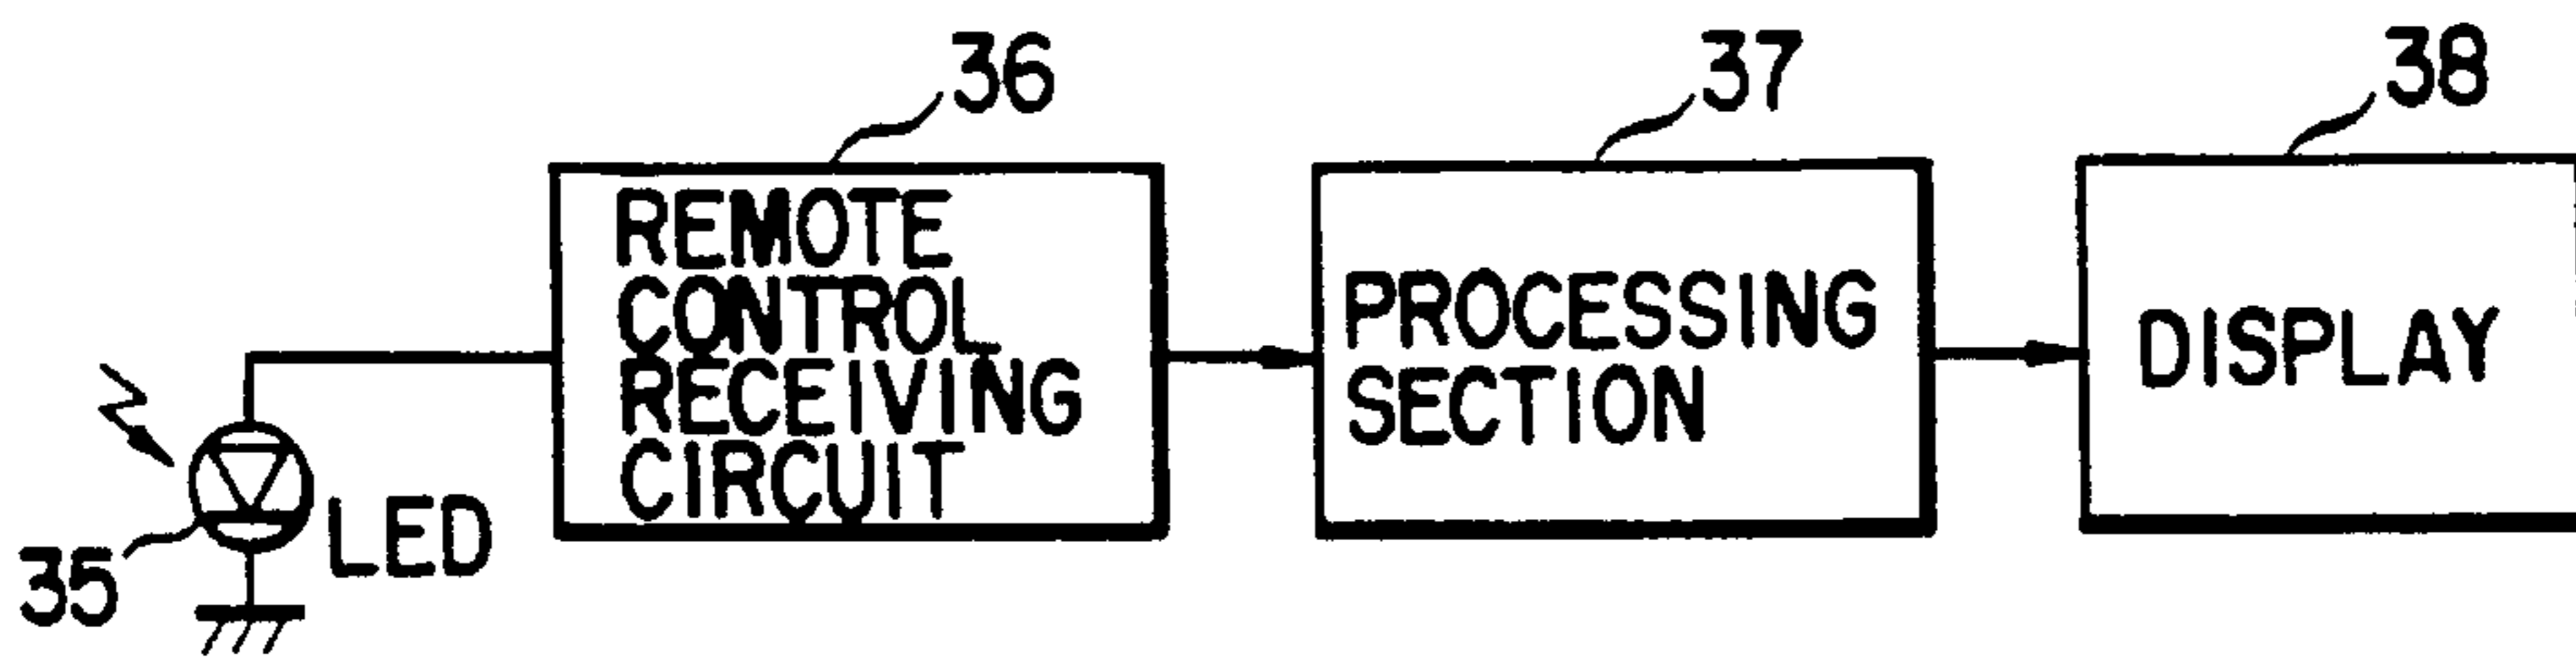 36
37
38
REMOTE
CONTROL
RECEIVING
CIRCUIT
PROCESSING
SECTION
DISPLAY
LED
35